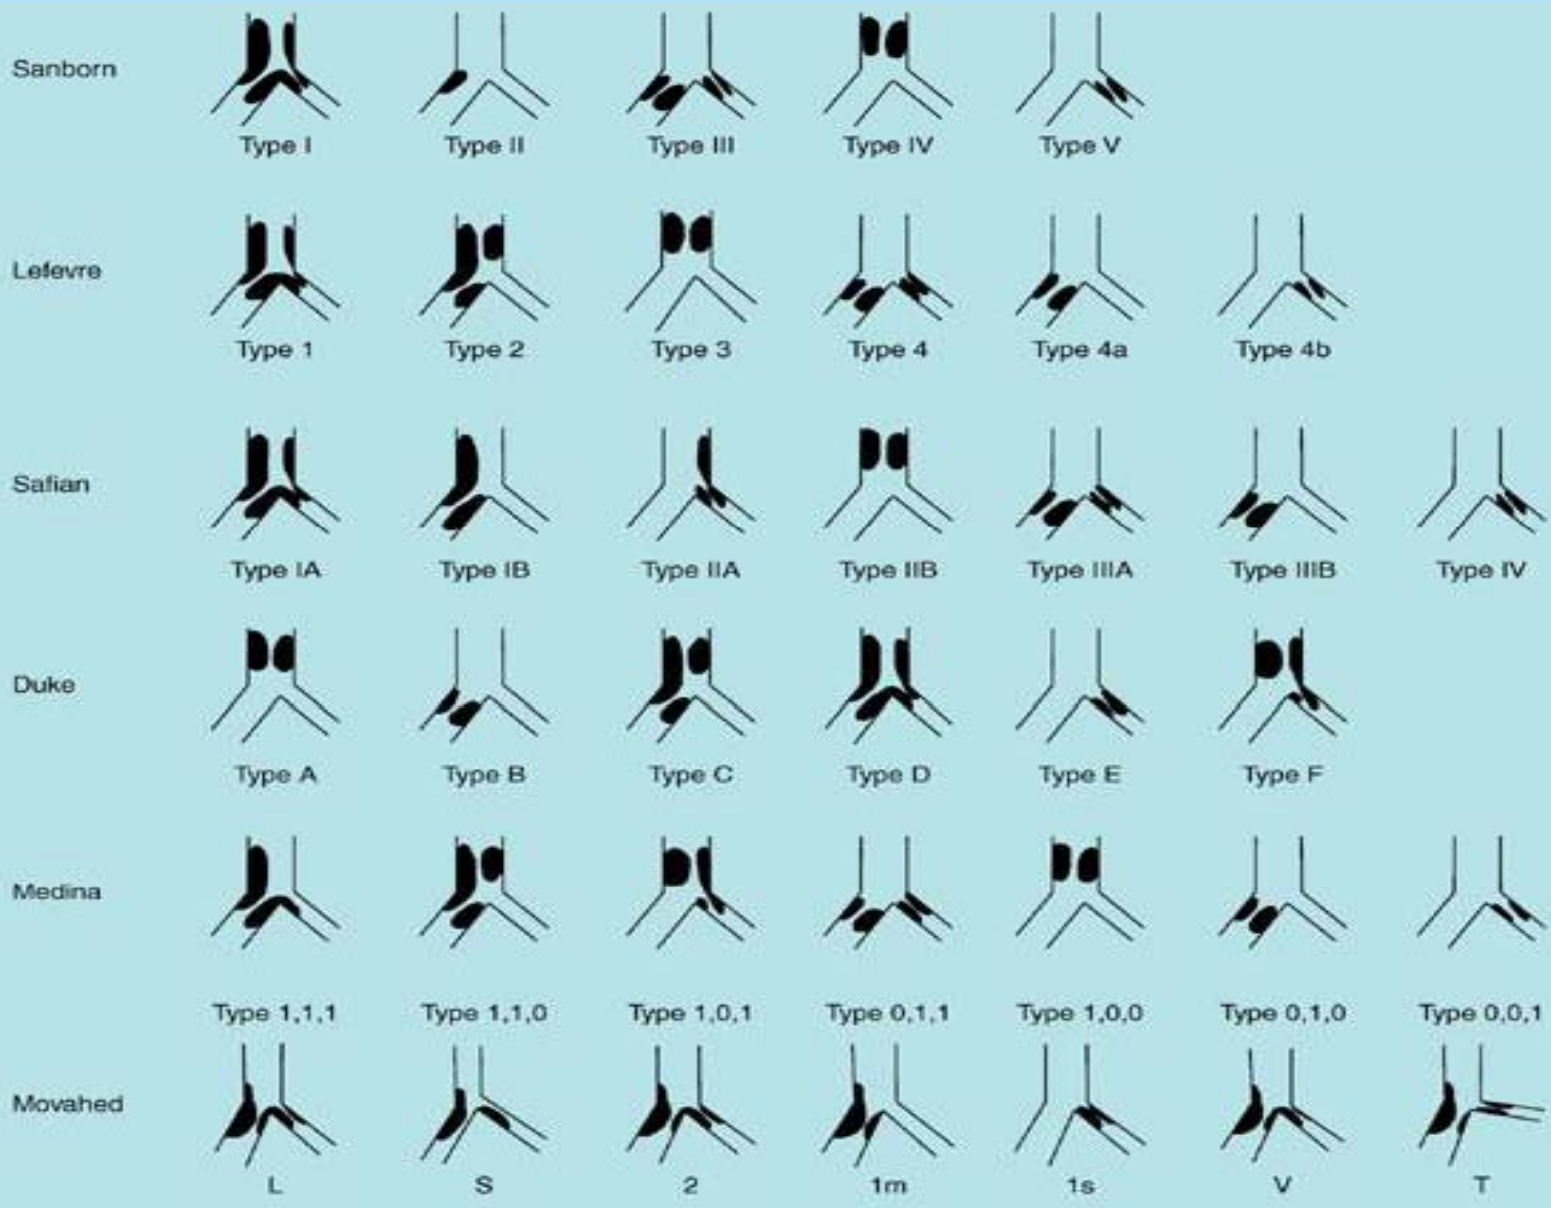 Sanborn
Type I Type II Type III Type IV Type V
Lefevre
Type 1 Type 2 Type 3 Type 4 Type 4a Type 4b
Safian
Type IA Type IB Type IIA Type IIB Type IIIA Type IIIB Type IV
Duke
Type A Type B Type C Type D Type E Type F
Medina
Type 1,1,1 Type 1,1,0 Type 1,0,1 Type 0,1,1 Type 1,0,0 Type 0,1,0 Type 0,0,1
Movahed
L S 2 1m 1s V T